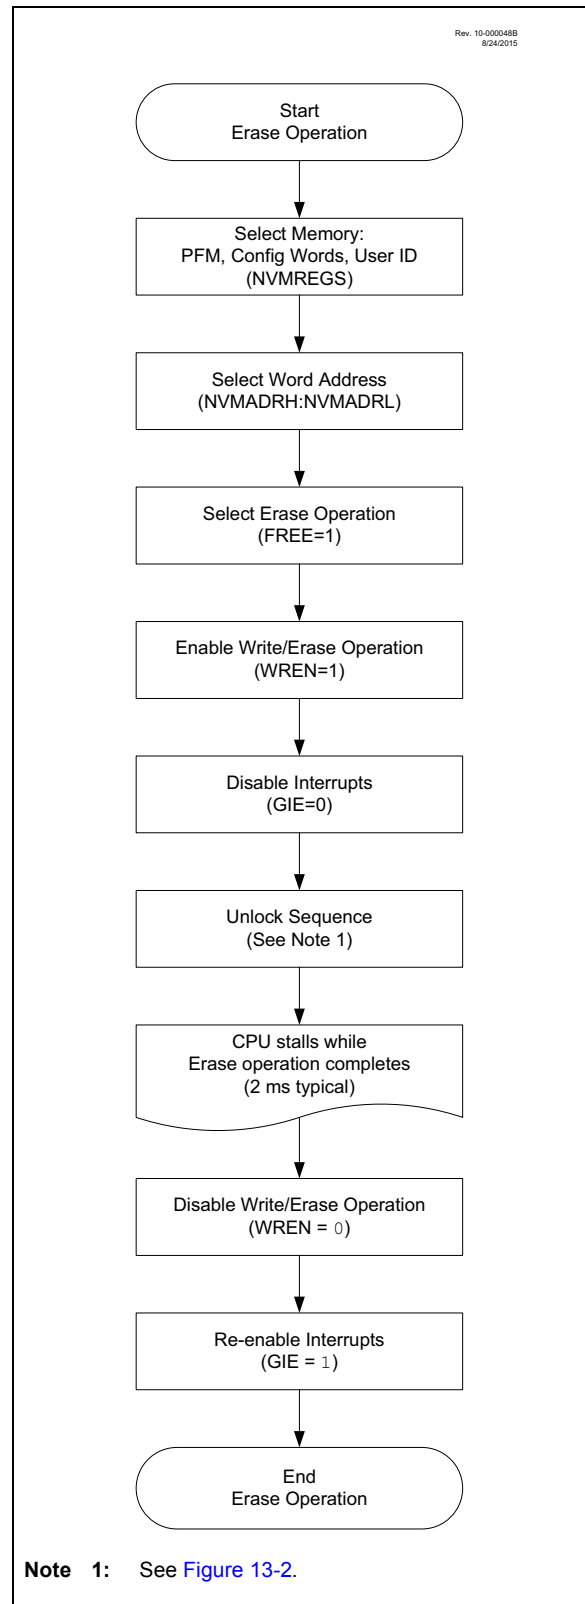 Rev. 10-000048B
8/24/2015
Start
Erase Operation
Select Memory:
PFM, Config Words, User ID
(NVMREGS)
Select Word Address
(NVMADRH:NVMADRL)
Select Erase Operation
(FREE=1)
Enable Write/Erase Operation
(WREN=1)
Disable Interrupts
(GIE=0)
Unlock Sequence
(See Note 1)
CPU stalls while
Erase operation completes
(2 ms typical)
Disable Write/Erase Operation
(WREN = 0)
Re-enable Interrupts
(GIE = 1)
End
Erase Operation
Note 1: See Figure 13-2.